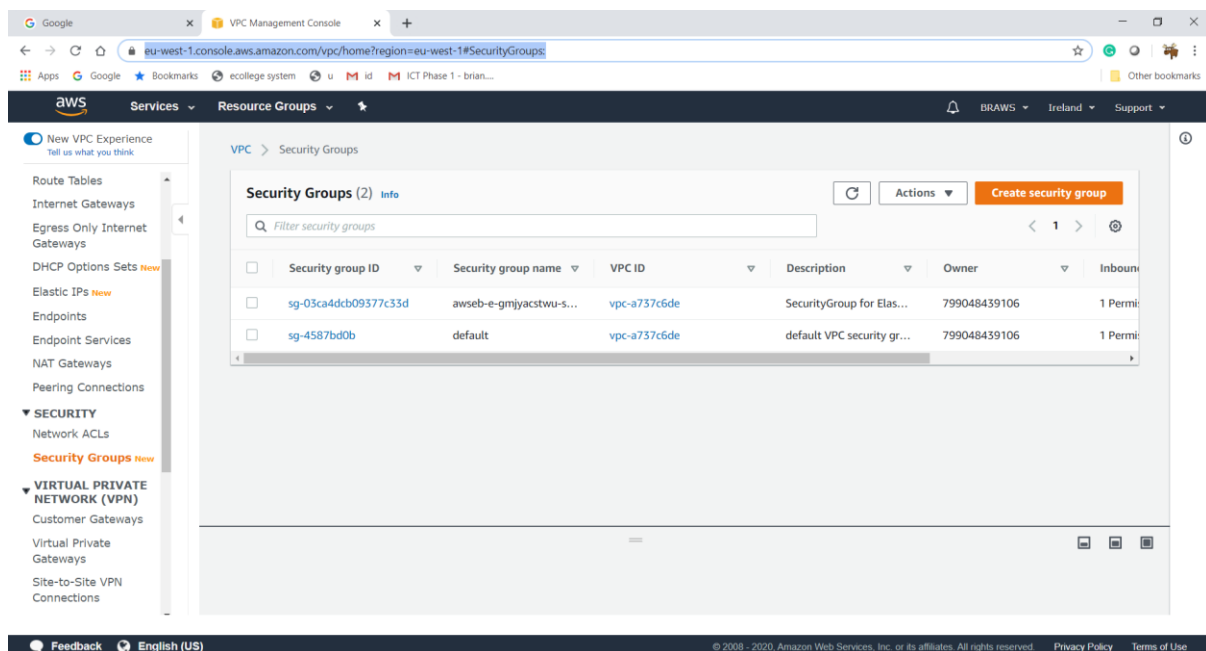 Google
VPC Management Console
eu-west-1.console.aws.amazon.com/vpc/home?region=eu-west-1#SecurityGroups:
Apps Google Bookmarks ecollege system u id ICT Phase 1 - brian.... Other bookmarks
aws Services Resource Groups BRAWS Ireland Support
New VPC Experience
Tell us what you think
Route Tables
Internet Gateways
Egress Only Internet
Gateways
DHCP Options Sets New
Elastic IPs New
Endpoints
Endpoint Services
NAT Gateways
Peering Connections
SECURITY
Network ACLs
Security Groups New
VIRTUAL PRIVATE
NETWORK (VPN)
Customer Gateways
Virtual Private
Gateways
Site-to-Site VPN
Connections
VPC > Security Groups
Security Groups (2) Info
Actions
Create security group
Filter security groups
1
Security group ID Security group name VPC ID Description Owner Inboun
sg-03ca4dcb09377c33d awseb-e-gmjyacstwu-s... vpc-a737c6de SecurityGroup for Elas... 799048439106 1 Permi
sg-4587bd0b default vpc-a737c6de default VPC security gr... 799048439106 1 Permi
Feedback English (US) © 2008 - 2020, Amazon Web Services, Inc. or its affiliates. All rights reserved. Privacy Policy Terms of Use